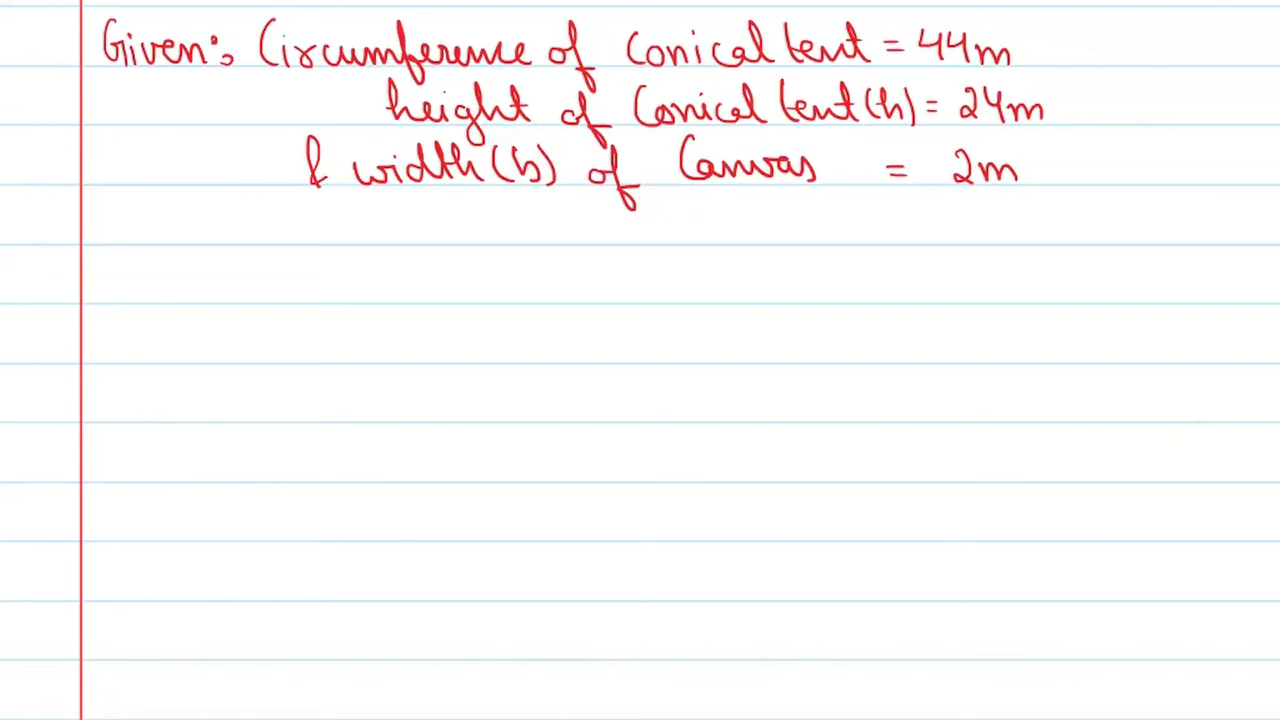 Given:, Circumference of Conical tent = 44m
height of Conical tent (h) = 24m
& width (b) of Canvas = 2m